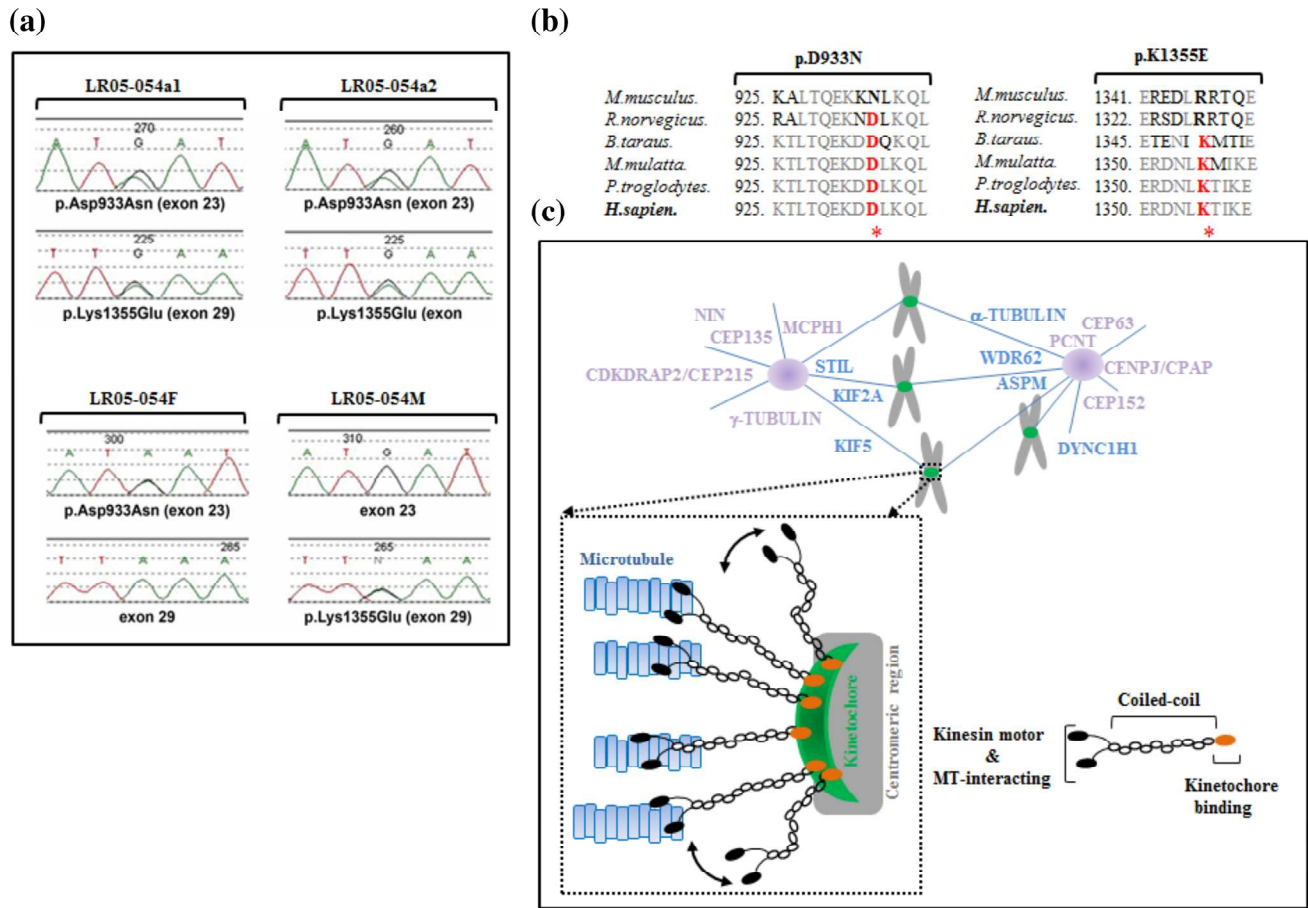 (a)
LR05-054a1
270
A T G A T
p.Asp933Asn (exon 23)
225
T T G A A
p.Lys1355Glu (exon 29)
LR05-054a2
260
A T G A T
p.Asp933Asn (exon 23)
225
T T G A A
p.Lys1355Glu (exon
LR05-054F
300
A T A A T
p.Asp933Asn (exon 23)
265
T T A A A
exon 29
LR05-054M
310
A T G A T
exon 23
265
T T N A A
p.Lys1355Glu (exon 29)
(b)
p.D933N
M.musculus. 925. KALTQEKKNLKQL
R.norvegicus. 925. RALTQEKNDLKQL
B.taraus. 925. KTLTQEKDDQKQL
M.mulatta. 925. KTLTQEKDDLKQL
P.troglodytes. 925. KTLTQEKDDLKQL
H.sapien. 925. KTLTQEKDDLKQL
*
p.K1355E
M.musculus. 1341. EREDLRRTQE
R.norvegicus. 1322. ERSDLRRTQE
B.taraus. 1345. ETENI KMTIE
M.mulatta. 1350. ERDNLKMIKE
P.troglodytes. 1350. ERDNLKTIKE
H.sapien. 1350. ERDNLKTIKE
*
(c)
NIN
CEP135
MCPH1
CDKDRAP2/CEP215
STIL
KIF2A
γ-TUBULIN
KIF5
α-TUBULIN
CEP63
PCNT
WDR62
CENPJ/CPAP
ASPM
CEP152
DYNC1H1
Microtubule
Kinetochore
Centromeric region
Coiled-coil
Kinesin motor
&
MT-interacting
Kinetochore
binding